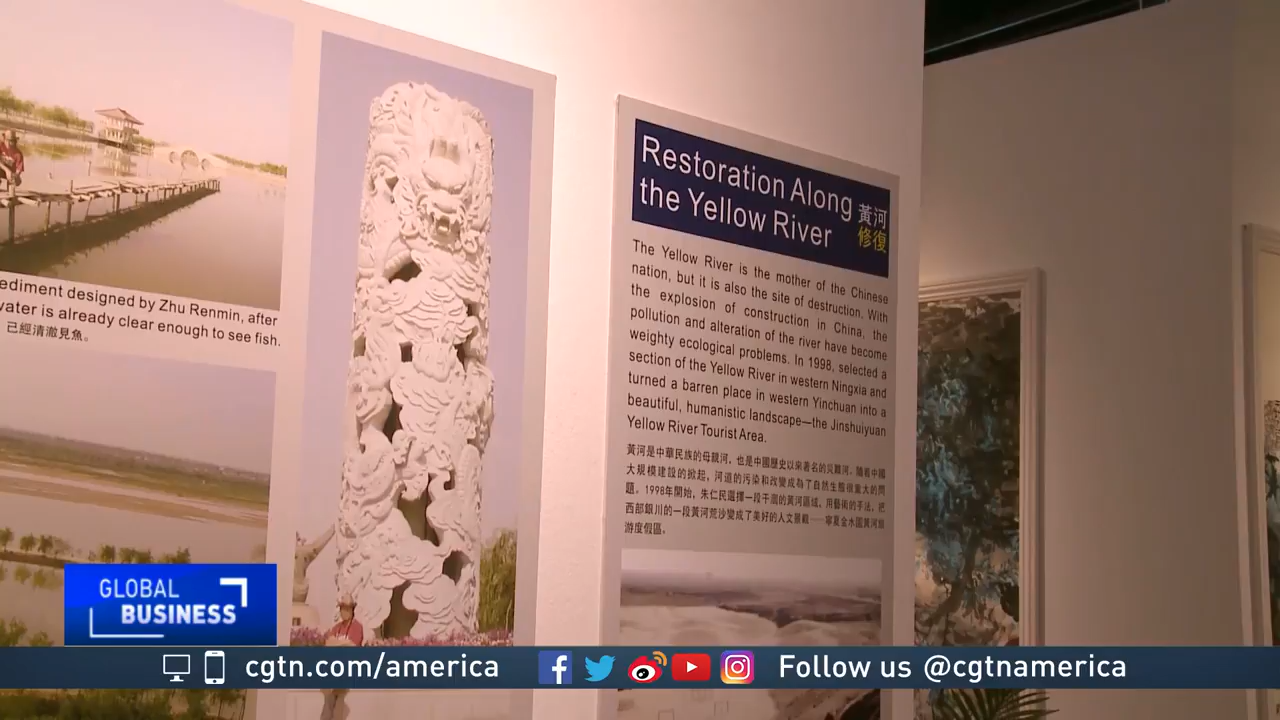 ediment designed by Zhu Renmin, after
vater is already clear enough to see fish.
已經清澈見魚。
Restoration Along
the Yellow River
黃河
修復
The Yellow River is the mother of the Chinese
nation, but it is also the site of destruction. With
the explosion of construction in China, the
pollution and alteration of the river have become
weighty ecological problems. In 1998, selected a
section of the Yellow River in western Ningxia and
turned a barren place in western Yinchuan into a
beautiful, humanistic landscape—the Jinshuiyuan
Yellow River Tourist Area.
黃河是中華民族的母親河，也是中國歷史以來著名的災難河。隨着中國
大規模建設的掀起，河道的污染和改變成為了自然生態很重大的問
題。1998年開始，朱仁民選擇一段千周的黃河區域，用藝術的手法，把
西部銀川的一段黃河荒沙變成了美好的人文景觀——寧夏金水園黃河旅
游度假區。
GLOBAL
BUSINESS
cgtn.com/america
Follow us @cgtnamerica